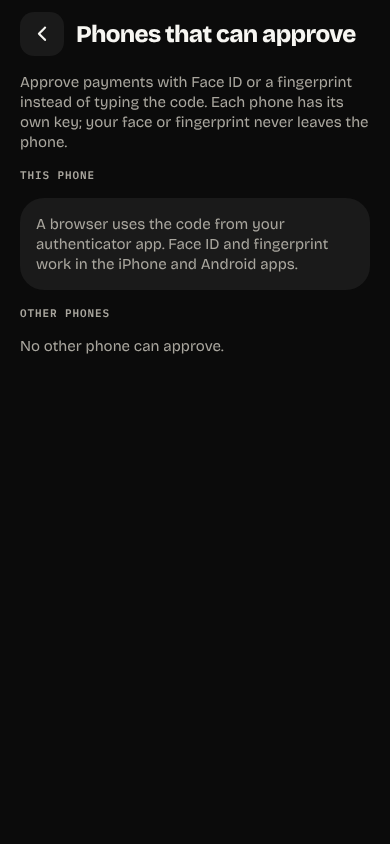 Phones that can approve
Approve payments with Face ID or a fingerprint
instead of typing the code. Each phone has its
own key; your face or fingerprint never leaves the
phone.
THIS PHONE
A browser uses the code from your
authenticator app. Face ID and fingerprint
work in the iPhone and Android apps.
OTHER PHONES
No other phone can approve.